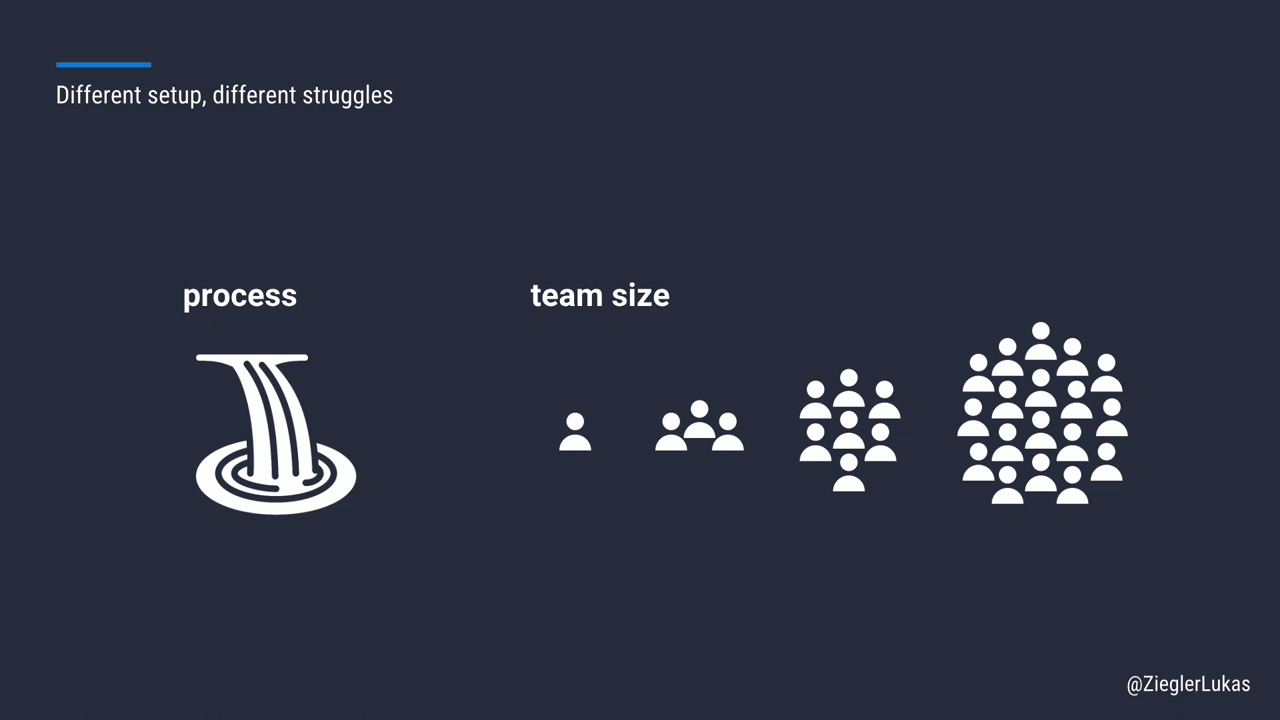 Different setup, different struggles
process
team size
@ZieglerLukas